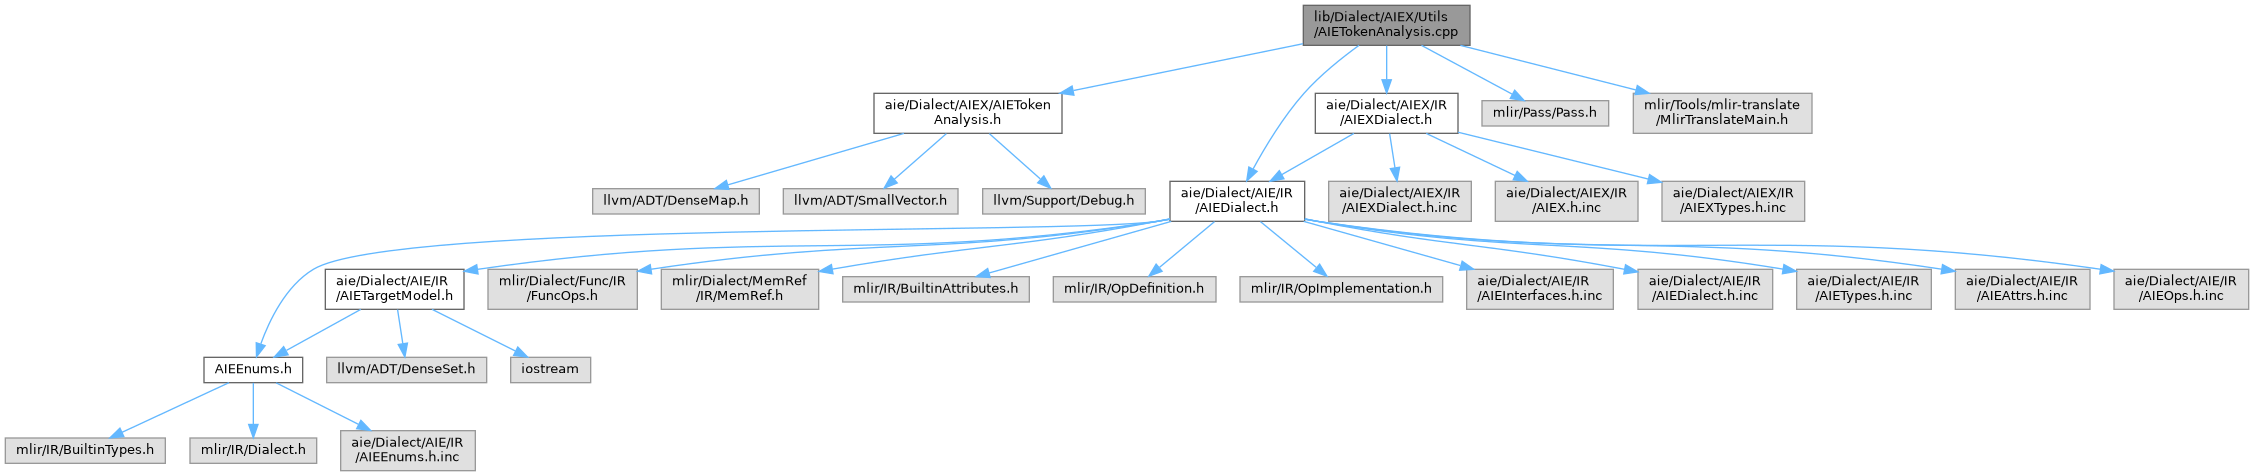 lib/Dialect/AIEX/Utils
/AIETokenAnalysis.cpp
aie/Dialect/AIEX/AIEToken
Analysis.h
aie/Dialect/AIEX/IR
/AIEXDialect.h
mlir/Pass/Pass.h
mlir/Tools/mlir-translate
/MlirTranslateMain.h
llvm/ADT/DenseMap.h
llvm/ADT/SmallVector.h
llvm/Support/Debug.h
aie/Dialect/AIE/IR
/AIEDialect.h
aie/Dialect/AIEX/IR
/AIEXDialect.h.inc
aie/Dialect/AIEX/IR
/AIEX.h.inc
aie/Dialect/AIEX/IR
/AIEXTypes.h.inc
aie/Dialect/AIE/IR
/AIETargetModel.h
mlir/Dialect/Func/IR
/FuncOps.h
mlir/Dialect/MemRef
/IR/MemRef.h
mlir/IR/BuiltinAttributes.h
mlir/IR/OpDefinition.h
mlir/IR/OpImplementation.h
aie/Dialect/AIE/IR
/AIEInterfaces.h.inc
aie/Dialect/AIE/IR
/AIEDialect.h.inc
aie/Dialect/AIE/IR
/AIETypes.h.inc
aie/Dialect/AIE/IR
/AIEAttrs.h.inc
aie/Dialect/AIE/IR
/AIEOps.h.inc
AIEEnums.h
llvm/ADT/DenseSet.h
iostream
mlir/IR/BuiltinTypes.h
mlir/IR/Dialect.h
aie/Dialect/AIE/IR
/AIEEnums.h.inc